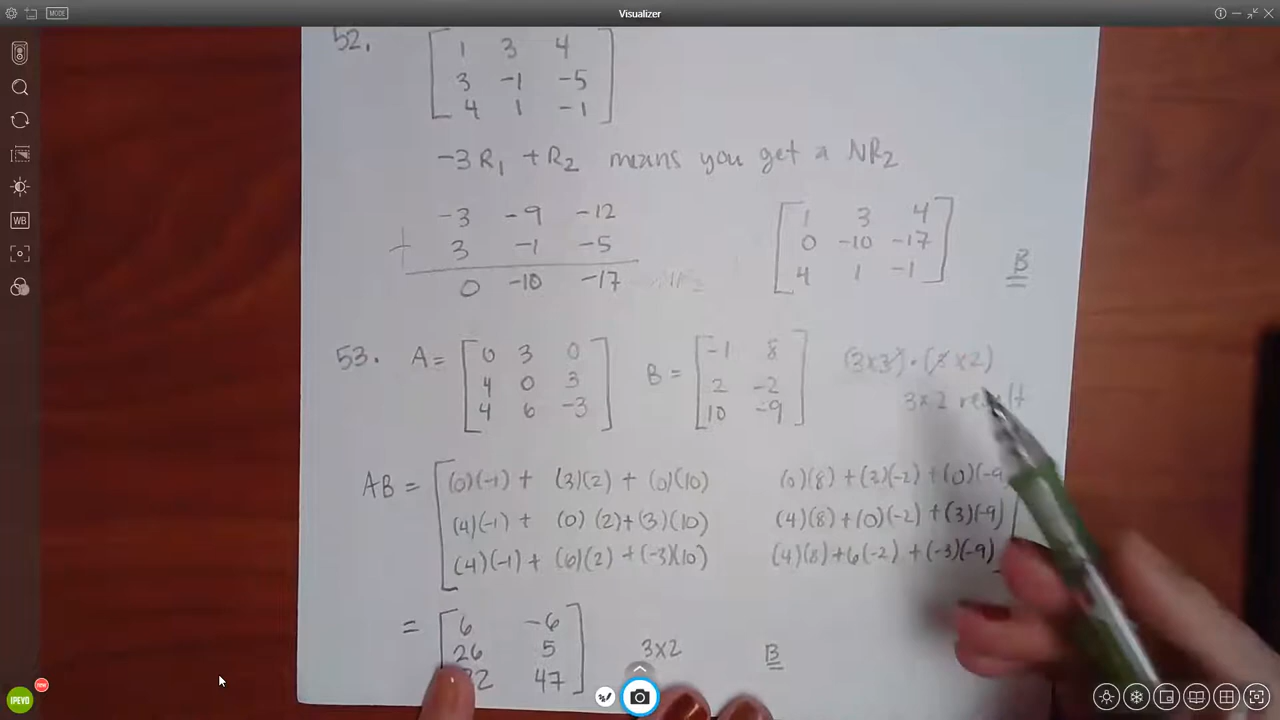 MODE
Visualizer
52.
1 3 4
3 -1 -5
4 1 -1
-3 R₁ + R₂ means you get a NR₂
-3 -9 -12
+ 3 -1 -5
0 -10 -17
1 3 4
0 -10 -17
4 1 -1
B
53. A = B =
0 3 0
4 0 3
4 6 -3
-1 8
2 -2
10 -9
(3x3) · (3x2)
3x2 result
AB =
(0)(-1) + (3)(2) + (0)(10) (0)(8) + (3)(-2) + (0)(-9
(4)(-1) + (0)(2) + (3)(10) (4)(8) + (0)(-2) + (3)(-9)
(4)(-1) + (6)(2) + (-3)(10) (4)(8) + 6(-2) + (-3)(-9)
=
6 -6
26 5
22 47
3x2
B
WB
IPEVO
new